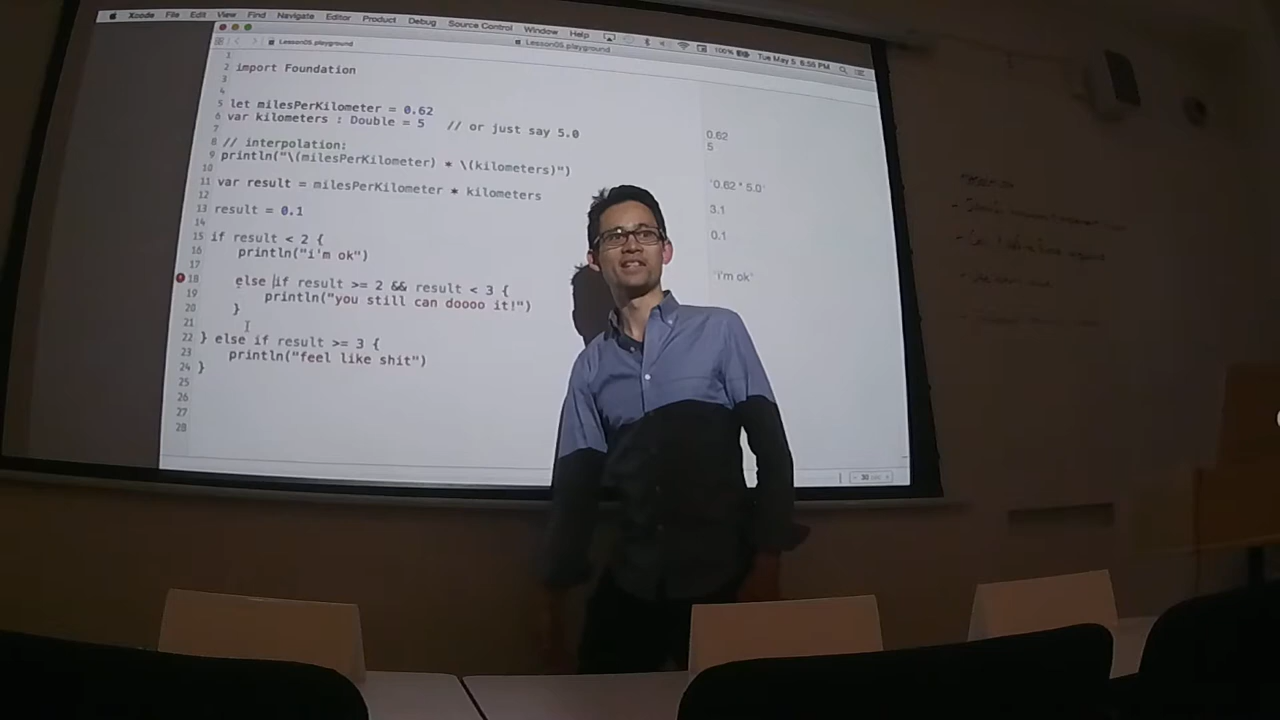 Xcode File Edit View Find Navigate Editor Product Debug Source Control Window Help 100% Tue May 5 6:56 PM
Lesson05.playground
Lesson05.playground
1
2 import Foundation
3
4
5 let milesPerKilometer = 0.62
6 var kilometers : Double = 5 // or just say 5.0
7
8 // interpolation:
9 println("\(milesPerKilometer) * \(kilometers)")
10
11 var result = milesPerKilometer * kilometers
12
13 result = 0.1
14
15 if result < 2 {
16 println("i'm ok")
17
18 else if result >= 2 && result < 3 {
19 println("you still can doooo it!")
20 }
21
22 } else if result >= 3 {
23 println("feel like shit")
24 }
25
26
27
28
0.62
5
"0.62 * 5.0"
3.1
0.1
"i'm ok"
30